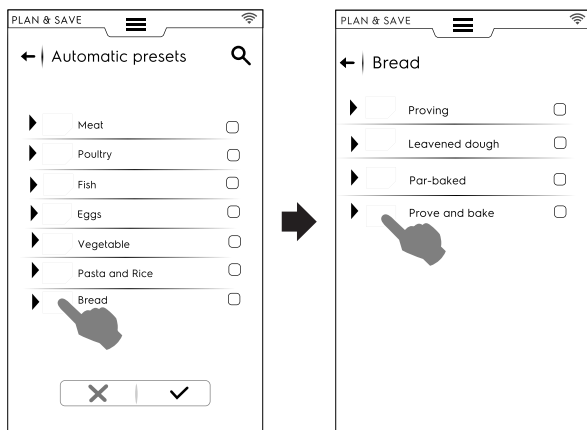 PLAN & SAVE
Automatic presets
Meat
Poultry
Fish
Eggs
Vegetable
Pasta and Rice
Bread
PLAN & SAVE
Bread
Proving
Leavened dough
Par-baked
Prove and bake